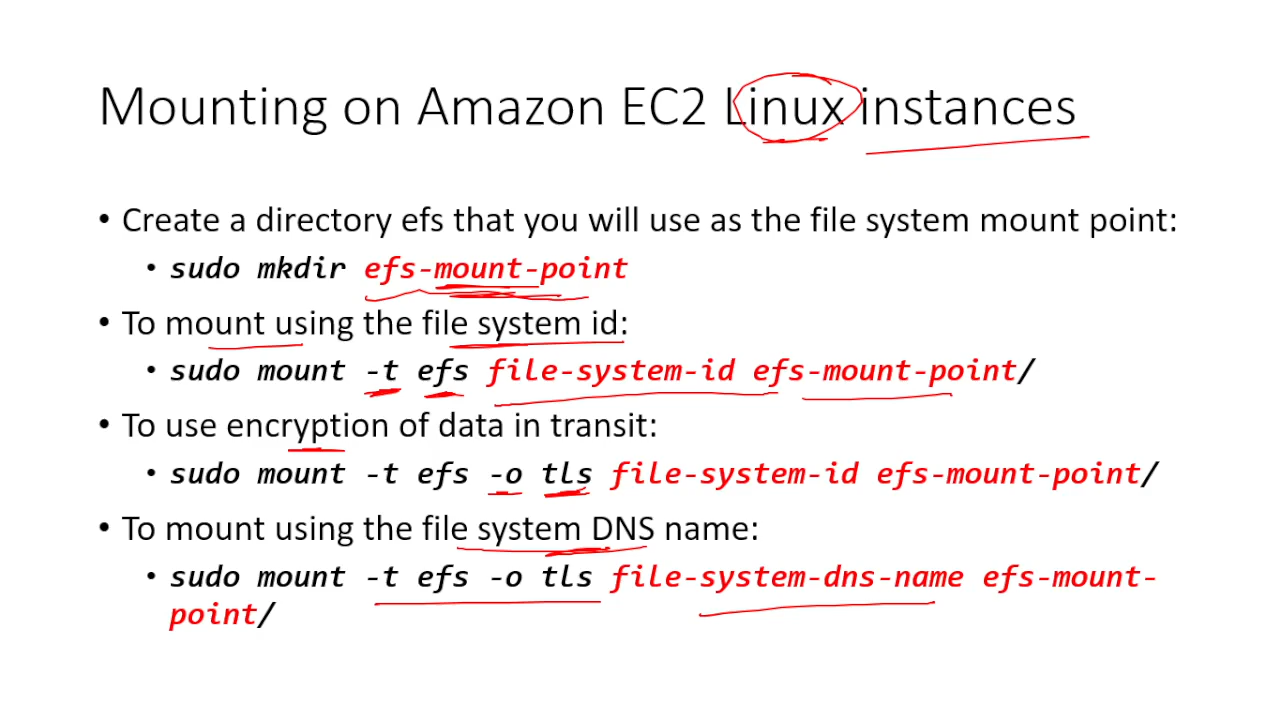 Mounting on Amazon EC2 Linux instances
• Create a directory efs that you will use as the file system mount point:
• sudo mkdir efs-mount-point
• To mount using the file system id:
• sudo mount -t efs file-system-id efs-mount-point/
• To use encryption of data in transit:
• sudo mount -t efs -o tls file-system-id efs-mount-point/
• To mount using the file system DNS name:
• sudo mount -t efs -o tls file-system-dns-name efs-mount-
point/